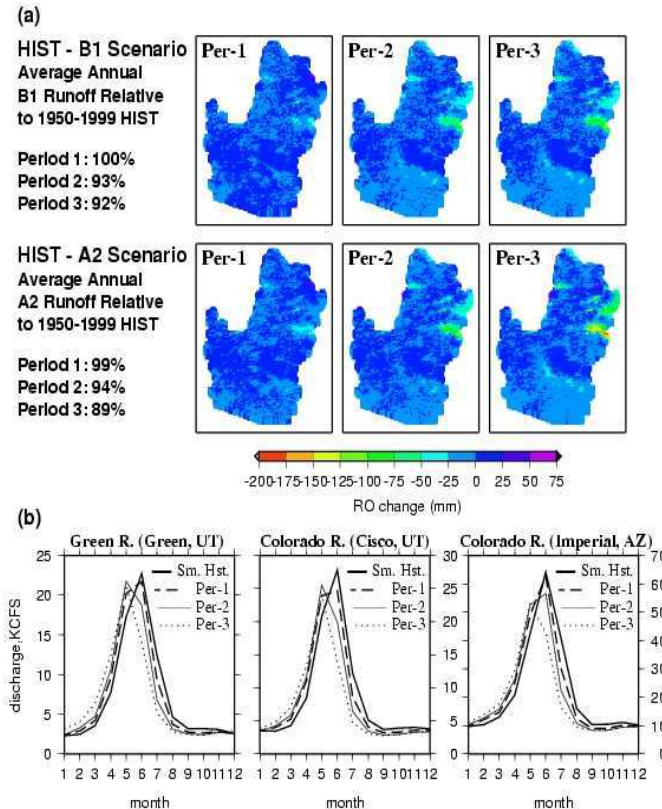 (a)
HIST - B1 Scenario
Average Annual
B1 Runoff Relative
to 1950-1999 HIST
Period 1: 100%
Period 2: 93%
Period 3: 92%
Per-1
Per-2
Per-3
HIST - A2 Scenario
Average Annual
A2 Runoff Relative
to 1950-1999 HIST
Period 1: 99%
Period 2: 94%
Period 3: 89%
Per-1
Per-2
Per-3
-200 -175 -150 -125 -100 -75 -50 -25 0 25 50 75
RO change (mm)
(b)
Green R. (Green, UT)
Colorado R. (Cisco, UT)
Colorado R. (Imperial, AZ)
discharge,KCFS
25
20
15
10
5
0
Sm. Hst.
Per-1
Per-2
Per-3
1 2 3 4 5 6 7 8 9 10 11 12
month
Sm. Hst.
Per-1
Per-2
Per-3
30
25
20
15
10
5
0
1 2 3 4 5 6 7 8 9 10 11 12
month
Sm. Hst.
Per-1
Per-2
Per-3
70
60
50
40
30
20
10
0
1 2 3 4 5 6 7 8 9 10 11 12
month